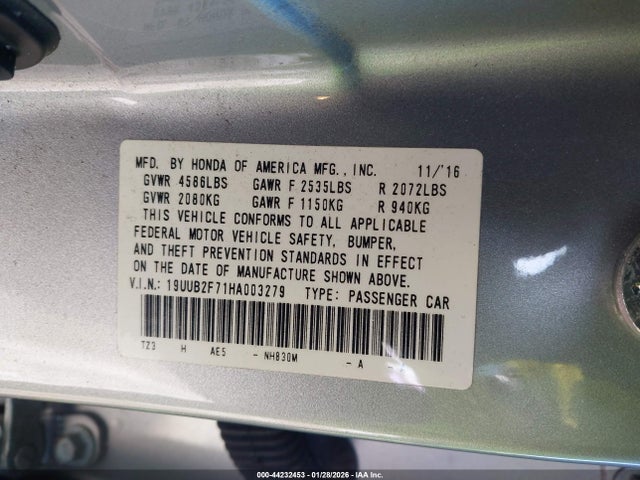 MFD. BY HONDA OF AMERICA MFG., INC. 11/'16
GVWR 4586LBS GAWR F 2535LBS R 2072LBS
GVWR 2080KG GAWR F 1150KG R 940KG
THIS VEHICLE CONFORMS TO ALL APPLICABLE
FEDERAL MOTOR VEHICLE SAFETY, BUMPER,
AND THEFT PREVENTION STANDARDS IN EFFECT
ON THE DATE OF MANUFACTURE SHOWN ABOVE.
V.I.N.: 19UUB2F71HA003279 TYPE: PASSENGER CAR
TZ3 H AE5 - NH830M - A -
000-44232453 - 01/28/2026 - IAA Inc.